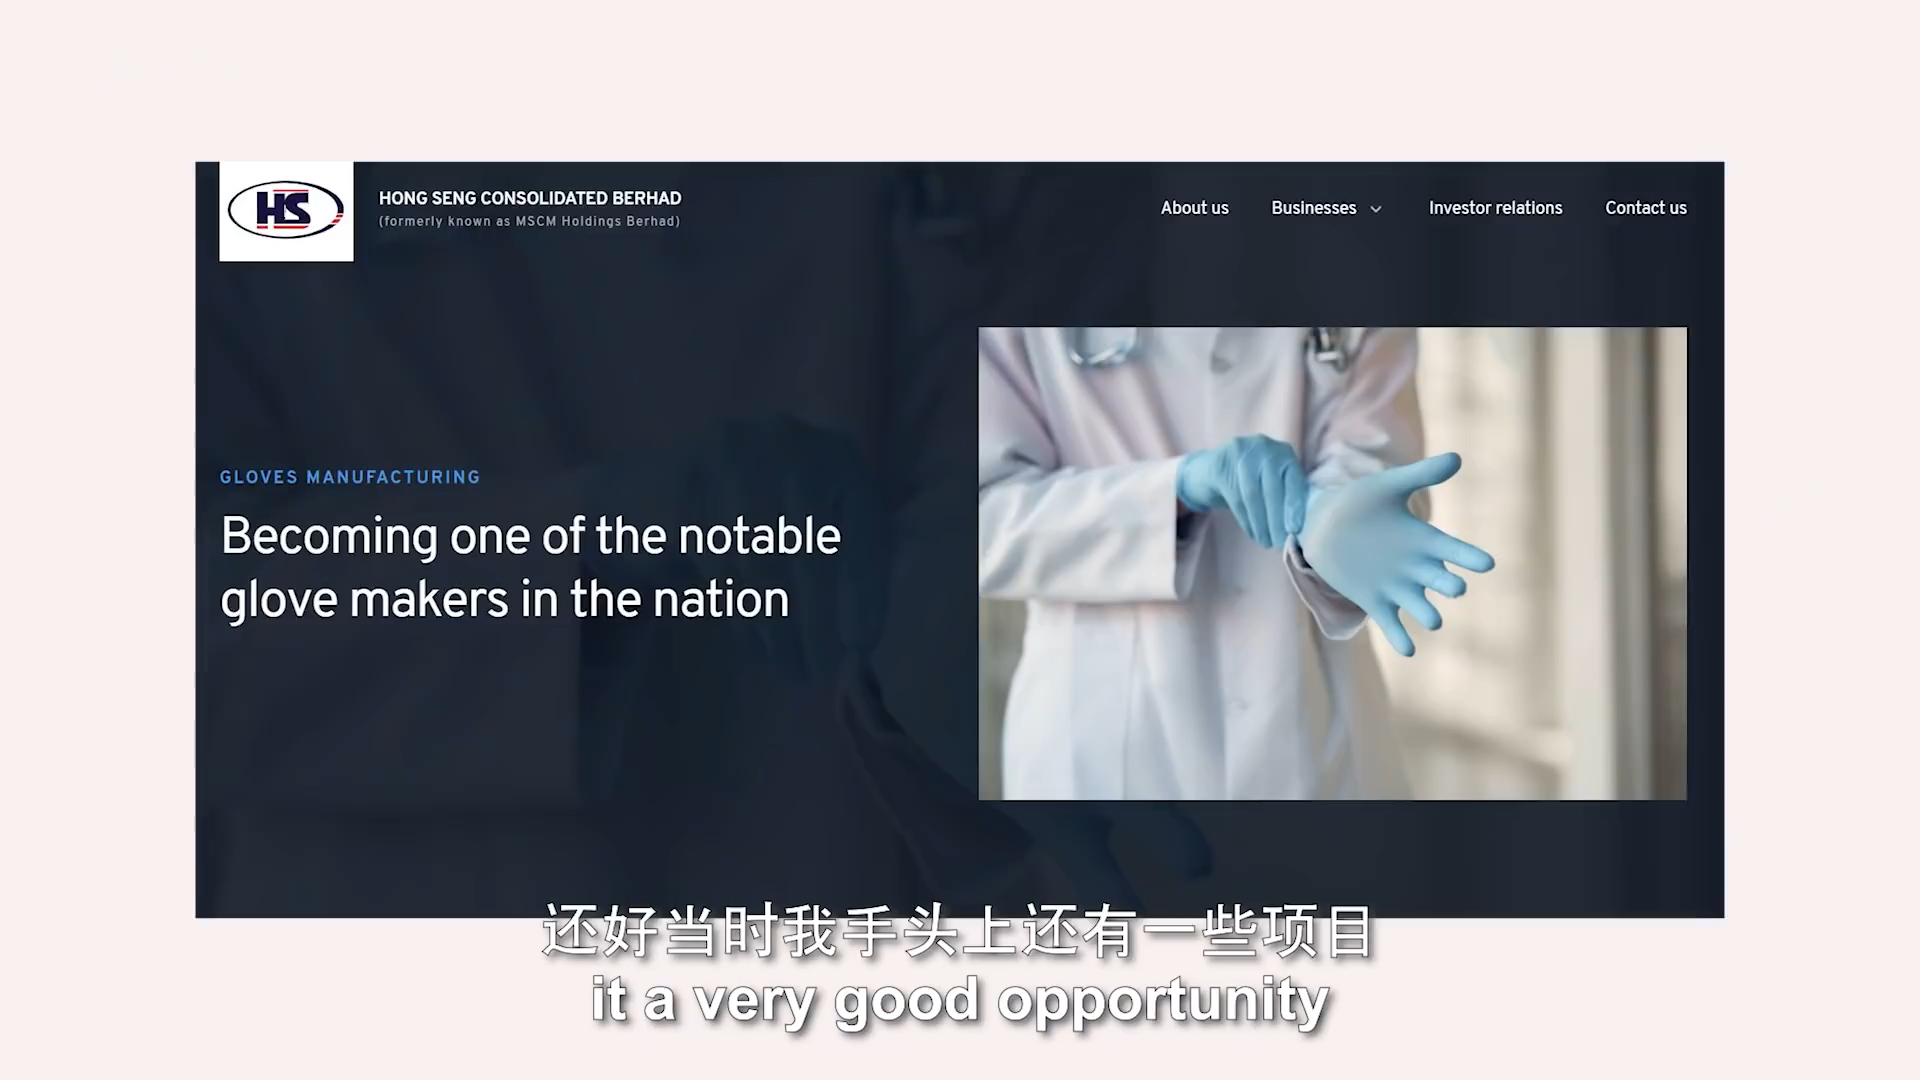 HS
HONG SENG CONSOLIDATED BERHAD
(formerly known as MSCM Holdings Berhad)
About us
Businesses
Investor relations
Contact us
GLOVES MANUFACTURING
Becoming one of the notable
glove makers in the nation
还好当时我手头上还有一些项目
it a very good opportunity